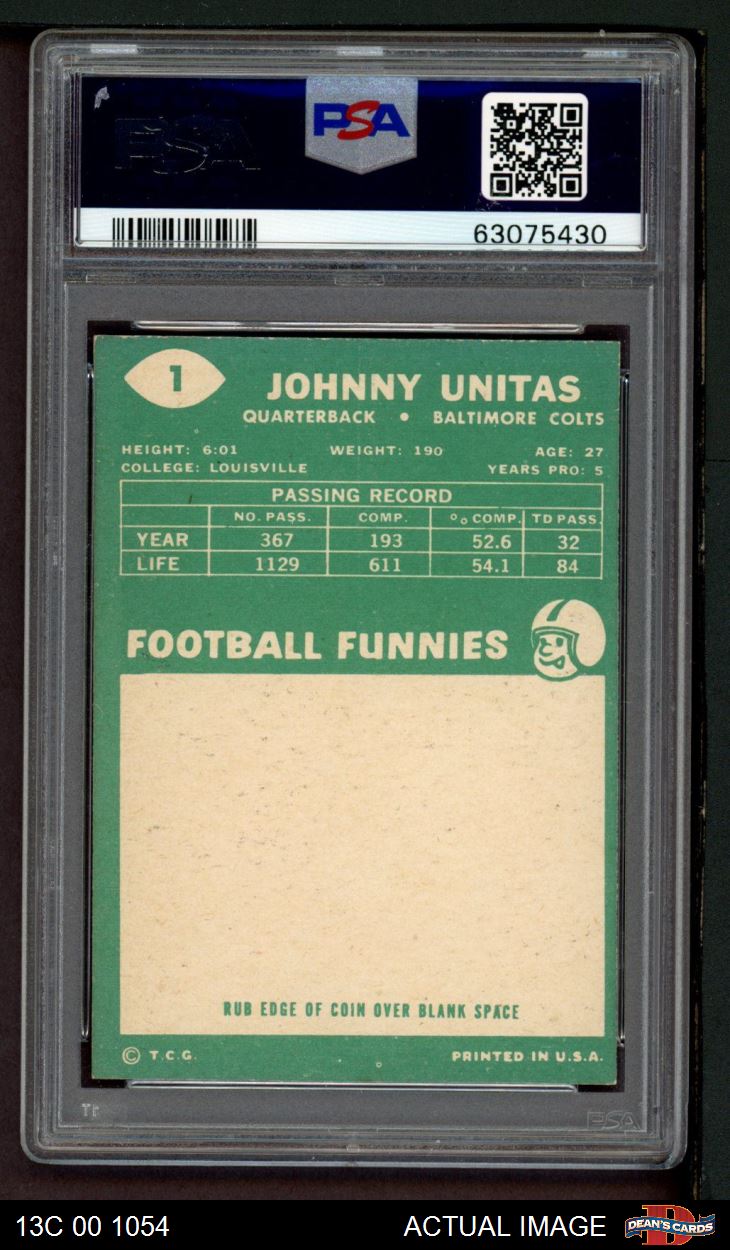 PSA
PSA
63075430
1
JOHNNY UNITAS
QUARTERBACK • BALTIMORE COLTS
HEIGHT: 6:01 WEIGHT: 190 AGE: 27
COLLEGE: LOUISVILLE YEARS PRO: 5
PASSING RECORD
NO. PASS. COMP. % COMP. TD PASS.
YEAR 367 193 52.6 32
LIFE 1129 611 54.1 84
FOOTBALL FUNNIES
RUB EDGE OF COIN OVER BLANK SPACE
© T.C.G. PRINTED IN U.S.A.
PSA
13C 00 1054 ACTUAL IMAGE DEAN'S CARDS